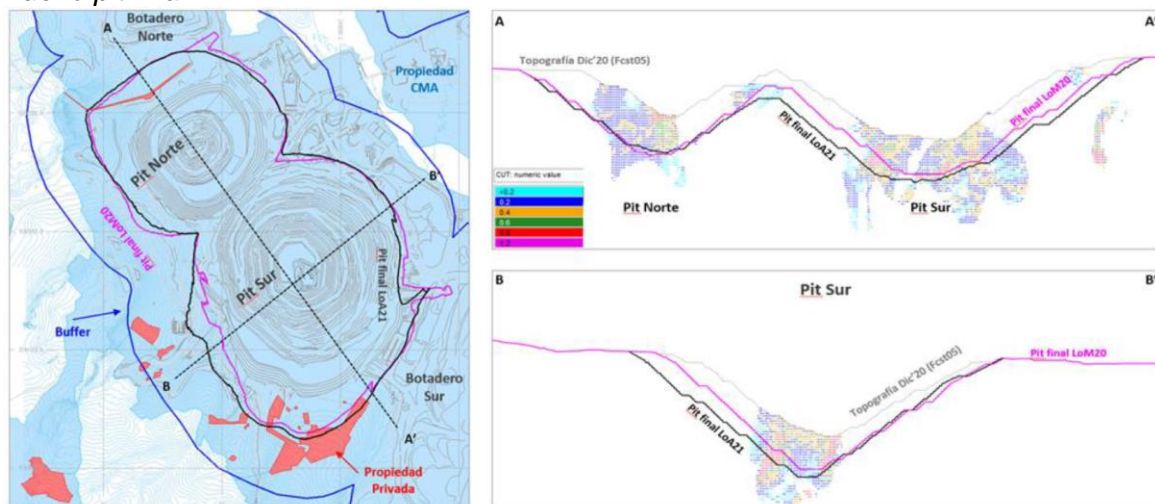 A
Botadero
Norte
Propiedad
CMA
Pit Norte
B'
Pit final LoM20
Pit final LoA21
Pit Sur
Buffer
B
Botadero
Sur
A'
Propiedad
Privada
A
A'
Topografía Dic'20 (Fcst05)
Pit final LoM20
Pit final LoA21
CUT: numeric value
<0.2
0.2
0.4
0.6
Pit Norte
Pit Sur
B
B'
Pit Sur
Pit final LoM20
Topografía Dic'20 (Fcst05)
Pit final LoA21